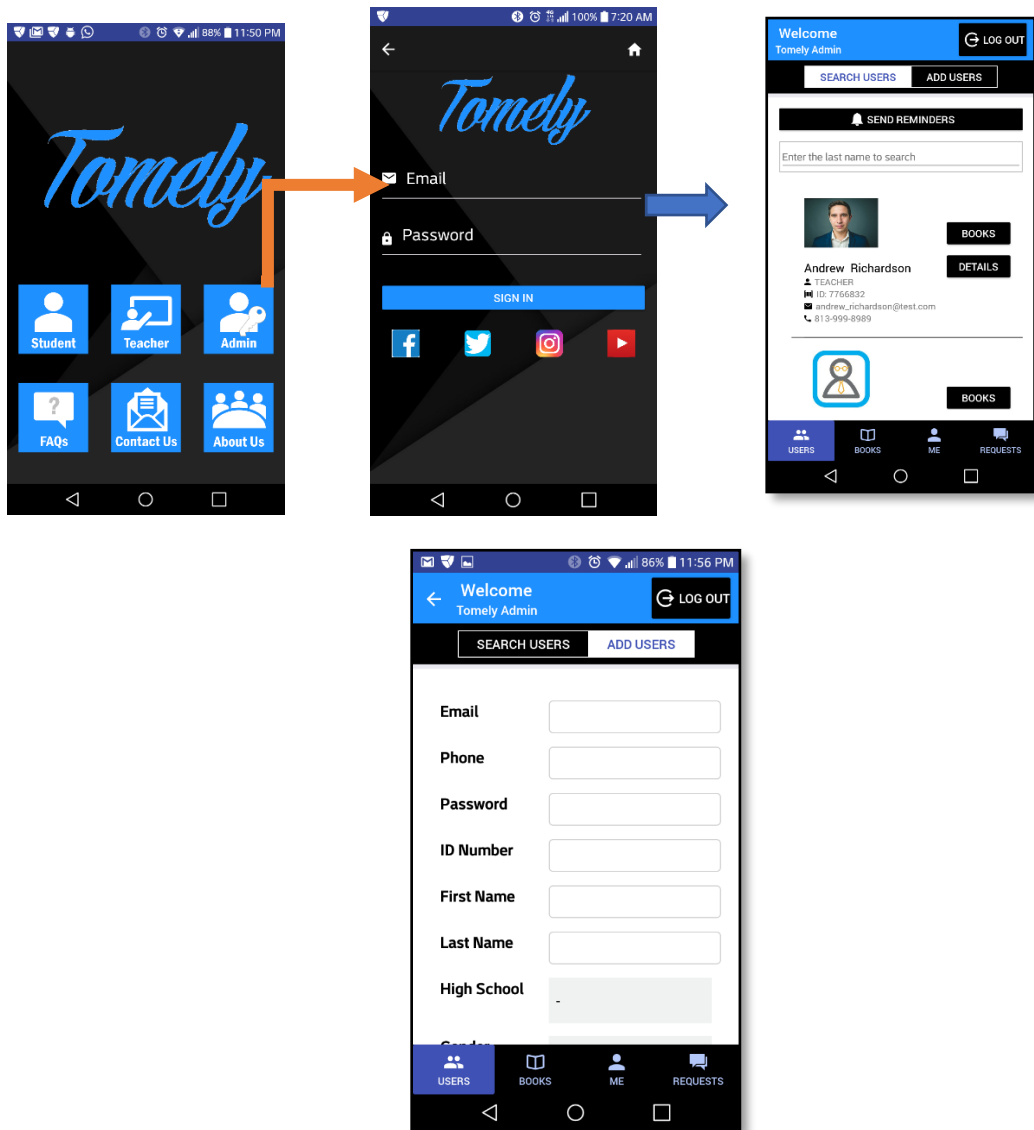 88% 11:50 PM
Tomely
Student Teacher Admin
FAQs Contact Us About Us
100% 7:20 AM
Tomely
Email
Password
SIGN IN
Welcome
Tomely Admin
LOG OUT
SEARCH USERS ADD USERS
SEND REMINDERS
Enter the last name to search
BOOKS
Andrew Richardson
DETAILS
TEACHER
ID: 7766832
andrew_richardson@test.com
813-999-8989
BOOKS
USERS BOOKS ME REQUESTS
86% 11:56 PM
Welcome
Tomely Admin
LOG OUT
SEARCH USERS ADD USERS
Email
Phone
Password
ID Number
First Name
Last Name
High School
-
Gender
USERS BOOKS ME REQUESTS